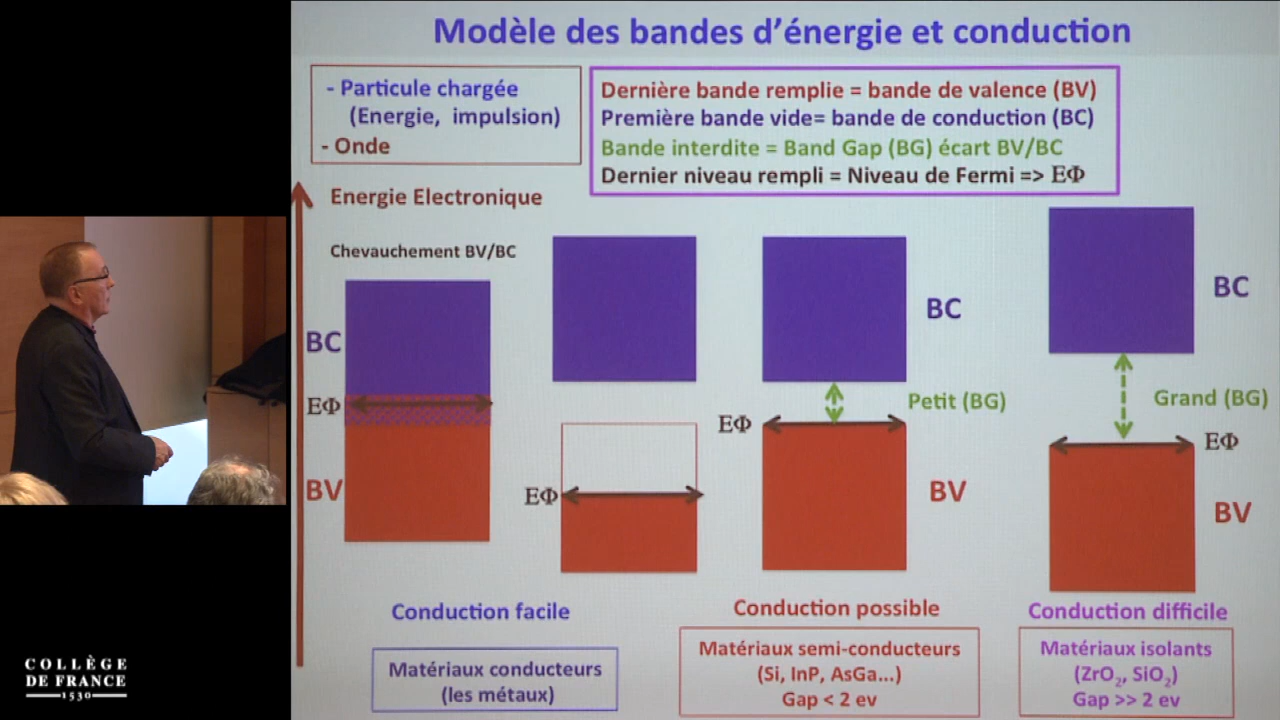 Modèle des bandes d’énergie et conduction
- Particule chargée
(Energie, impulsion)
- Onde
Dernière bande remplie = bande de valence (BV)
Première bande vide= bande de conduction (BC)
Bande interdite = Band Gap (BG) écart BV/BC
Dernier niveau rempli = Niveau de Fermi => EΦ
Energie Electronique
Chevauchement BV/BC
BC
EΦ
BV
EΦ
BC
Petit (BG)
EΦ
BV
BC
Grand (BG)
EΦ
BV
Conduction facile
Matériaux conducteurs
(les métaux)
Conduction possible
Matériaux semi-conducteurs
(Si, InP, AsGa...)
Gap < 2 ev
Conduction difficile
Matériaux isolants
(ZrO₂, SiO₂)
Gap >> 2 ev
COLLÈGE
DE FRANCE
1530